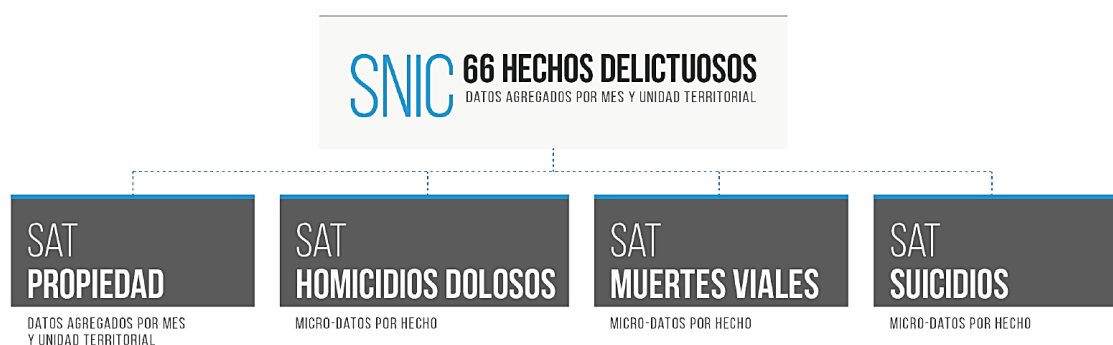 SNIC
66 HECHOS DELICTUOSOS
DATOS AGREGADOS POR MES Y UNIDAD TERRITORIAL
SAT
PROPIEDAD
DATOS AGREGADOS POR MES
Y UNIDAD TERRITORIAL
SAT
HOMICIDIOS DOLOSOS
MICRO-DATOS POR HECHO
SAT
MUERTES VIALES
MICRO-DATOS POR HECHO
SAT
SUICIDIOS
MICRO-DATOS POR HECHO